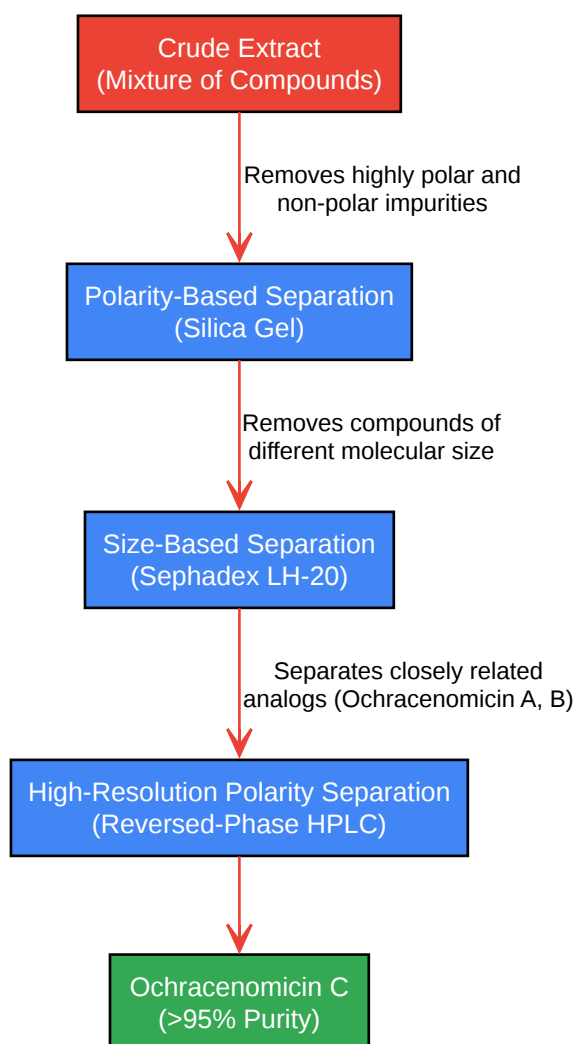 Crude Extract
(Mixture of Compounds)
Removes highly polar and
non-polar impurities
Polarity-Based Separation
(Silica Gel)
Removes compounds of
different molecular size
Size-Based Separation
(Sephadex LH-20)
Separates closely related
analogs (Ochracenomicin A, B)
High-Resolution Polarity Separation
(Reversed-Phase HPLC)
Ochracenomicin C
(>95% Purity)